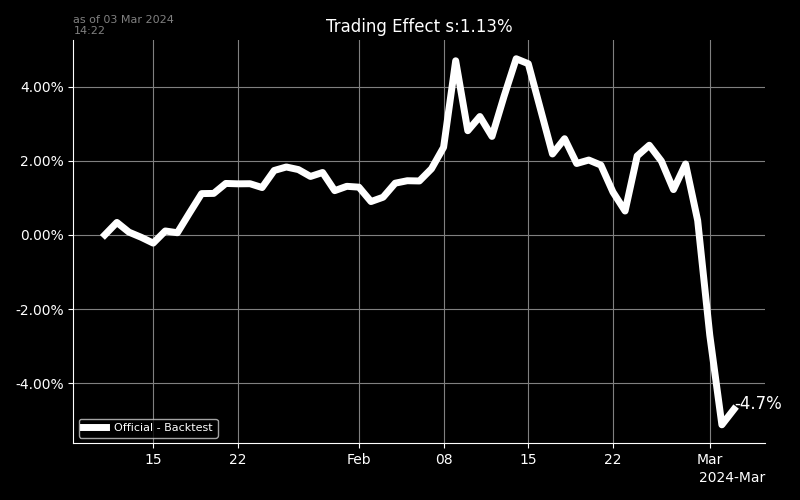 as of 03 Mar 2024
14:22
Trading Effect s:1.13%
4.00%
2.00%
0.00%
-2.00%
-4.00%
-4.7%
Official - Backtest
15 22 Feb 08 15 22 Mar
2024-Mar